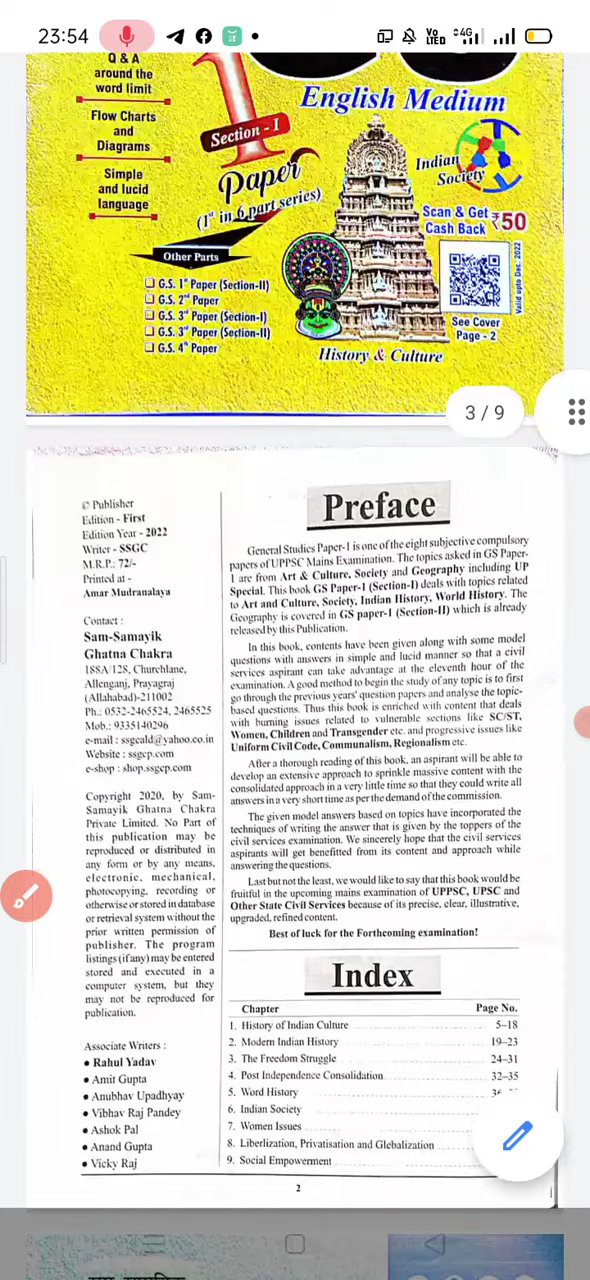 23:54
Vo LTED
4G
Q & A
around the
word limit
Flow Charts
and
Diagrams
Simple
and lucid
language
1
Section - I
Paper
(1st in 6 part series)
English Medium
Indian
Society
Scan & Get
Cash Back ₹50
Valid upto Dec. 2022
See Cover
Page - 2
Other Parts
G.S. 1st Paper (Section-II)
G.S. 2nd Paper
G.S. 3rd Paper (Section-I)
G.S. 3rd Paper (Section-II)
G.S. 4th Paper
History & Culture
3 / 9
© Publisher
Edition - First
Edition Year - 2022
Writer - SSGC
M.R.P.: 72/-
Printed at -
Amar Mudranalaya
Contact :
Sam-Samayik
Ghatna Chakra
188A/128, Churchlane,
Allenganj, Prayagraj
(Allahabad)-211002
Ph.: 0532-2465524, 2465525
Mob.: 9335140296
e-mail : ssgcald@yahoo.co.in
Website : ssgcp.com
e-shop : shop.ssgcp.com
Copyright 2020, by Sam-
Samayik Ghatna Chakra
Private Limited. No Part of
this publication may be
reproduced or distributed in
any form or by any means,
electronic, mechanical,
photocopying, recording or
otherwise or stored in database
or retrieval system without the
prior written permission of
publisher. The program
listings (if any) may be entered
stored and executed in a
computer system, but they
may not be reproduced for
publication.
Associate Writers :
• Rahul Yadav
• Amit Gupta
• Anubhav Upadhyay
• Vibhav Raj Pandey
• Ashok Pal
• Anand Gupta
• Vicky Raj
Preface
General Studies Paper-1 is one of the eight subjective compulsory
papers of UPPSC Mains Examination. The topics asked in GS Paper-
1 are from Art & Culture, Society and Geography including UP
Special. This book GS Paper-1 (Section-I) deals with topics related
to Art and Culture, Society, Indian History, World History. The
Geography is covered in GS paper-1 (Section-II) which is already
released by this Publication.
In this book, contents have been given along with some model
questions with answers in simple and lucid manner so that a civil
services aspirant can take advantage at the eleventh hour of the
examination. A good method to begin the study of any topic is to first
go through the previous years' question papers and analyse the topic-
based questions. Thus this book is enriched with content that deals
with burning issues related to vulnerable sections like SC/ST,
Women, Children and Transgender etc. and progressive issues like
Uniform Civil Code, Communalism, Regionalism etc.
After a thorough reading of this book, an aspirant will be able to
develop an extensive approach to sprinkle massive content with the
consolidated approach in a very little time so that they could write all
answers in a very short time as per the demand of the commission.
The given model answers based on topics have incorporated the
techniques of writing the answer that is given by the toppers of the
civil services examination. We sincerely hope that the civil services
aspirants will get benefitted from its content and approach while
answering the questions.
Last but not the least, we would like to say that this book would be
fruitful in the upcoming mains examination of UPPSC, UPSC and
Other State Civil Services because of its precise, clear, illustrative,
upgraded, refined content.
Best of luck for the Forthcoming examination!
Index
Chapter Page No.
1. History of Indian Culture 5–18
2. Modern Indian History 19–23
3. The Freedom Struggle 24–31
4. Post Independence Consolidation 32–35
5. Word History
6. Indian Society
7. Women Issues
8. Liberlization, Privatisation and Glebalization
9. Social Empowerment
2